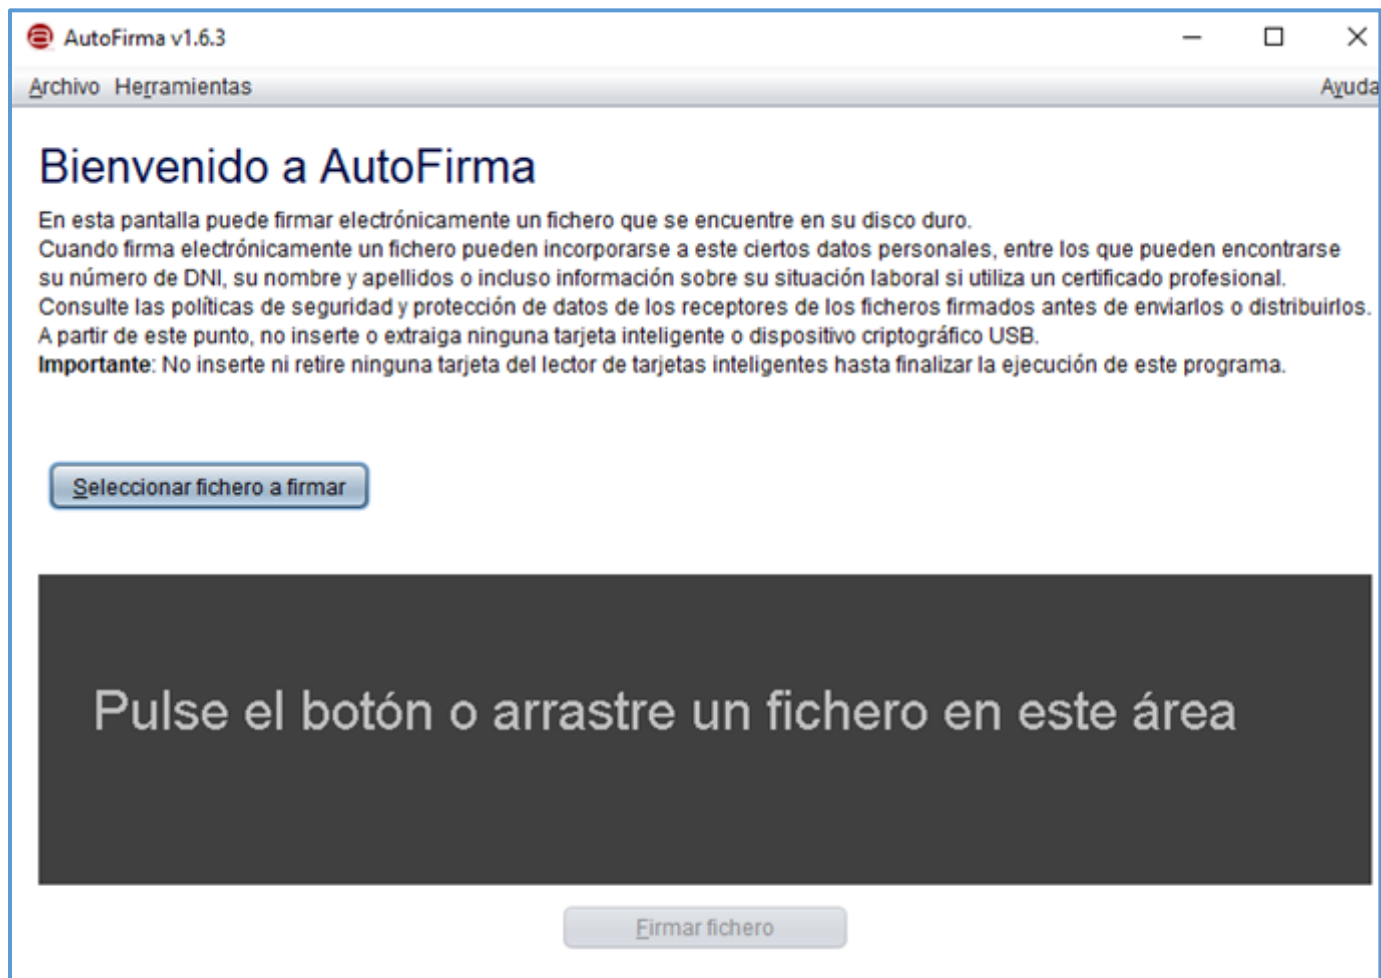 AutoFirma v1.6.3
Archivo Herramientas Ayuda
Bienvenido a AutoFirma
En esta pantalla puede firmar electrónicamente un fichero que se encuentre en su disco duro.
Cuando firma electrónicamente un fichero pueden incorporarse a este ciertos datos personales, entre los que pueden encontrarse
su número de DNI, su nombre y apellidos o incluso información sobre su situación laboral si utiliza un certificado profesional.
Consulte las políticas de seguridad y protección de datos de los receptores de los ficheros firmados antes de enviarlos o distribuirlos.
A partir de este punto, no inserte o extraiga ninguna tarjeta inteligente o dispositivo criptográfico USB.
Importante: No inserte ni retire ninguna tarjeta del lector de tarjetas inteligentes hasta finalizar la ejecución de este programa.
Seleccionar fichero a firmar
Pulse el botón o arrastre un fichero en este área
Firmar fichero